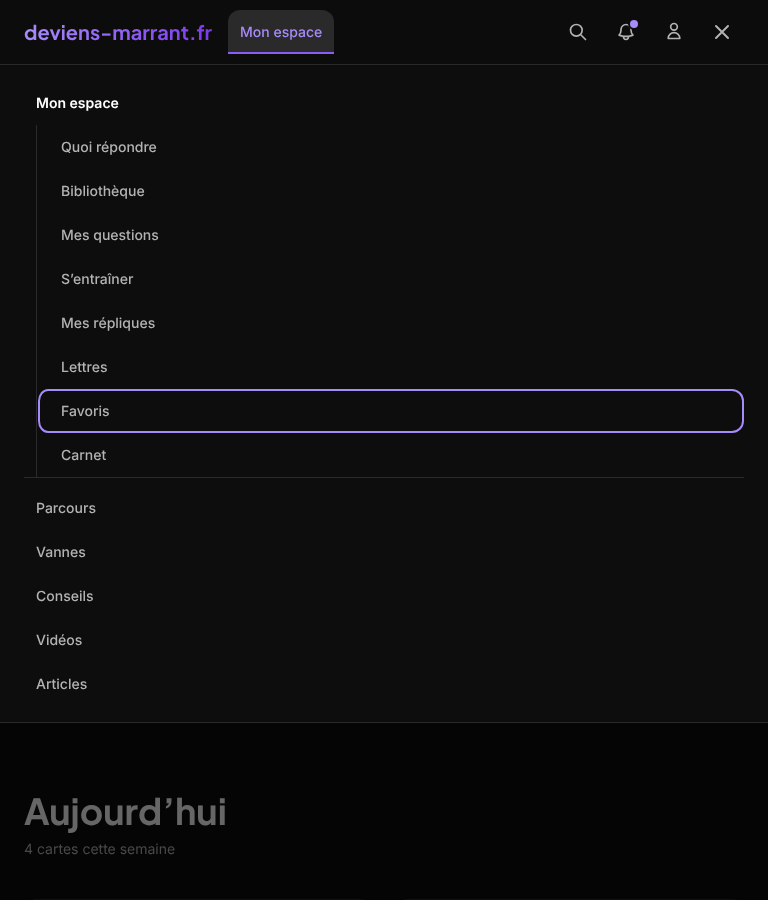 deviens-marrant.fr
Mon espace
Mon espace
Quoi répondre
Bibliothèque
Mes questions
S’entraîner
Mes répliques
Lettres
Favoris
Carnet
Parcours
Vannes
Conseils
Vidéos
Articles
Aujourd’hui
4 cartes cette semaine